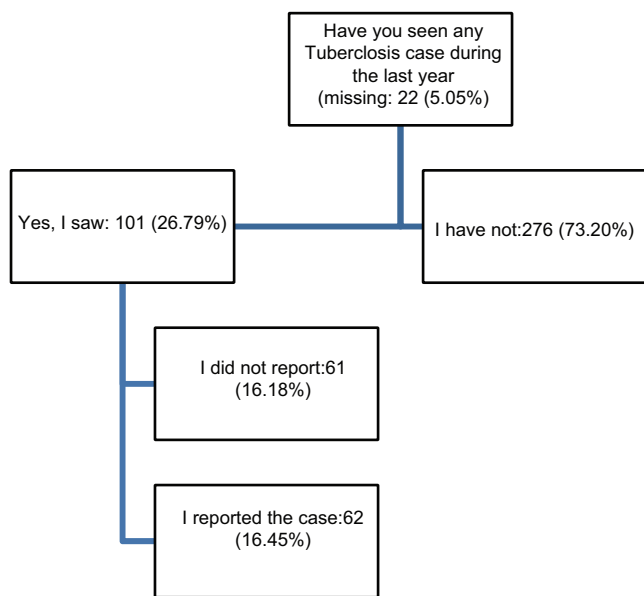 Have you seen any
Tuberclosis case during
the last year
(missing: 22 (5.05%)
Yes, I saw: 101 (26.79%)
I have not:276 (73.20%)
I did not report:61
(16.18%)
I reported the case:62
(16.45%)